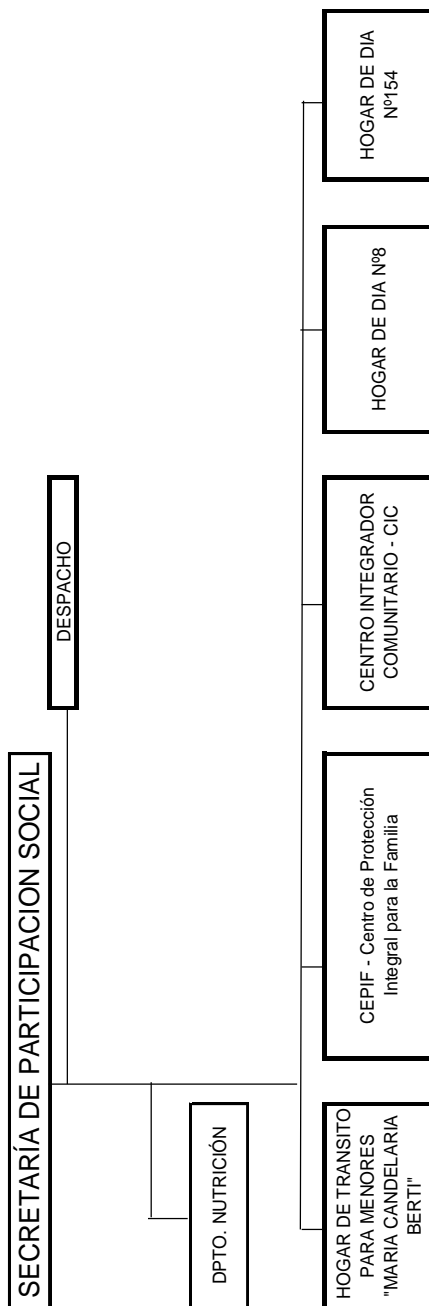 SECRETARÍA DE PARTICIPACION SOCIAL
DESPACHO
DPTO. NUTRICIÓN
HOGAR DE TRANSITO
PARA MENORES
"MARIA CANDELARIA
BERTI"
CEPIF - Centro de Protección
Integral para la Familia
CENTRO INTEGRADOR
COMUNITARIO - CIC
HOGAR DE DIA Nº8
HOGAR DE DIA
Nº154